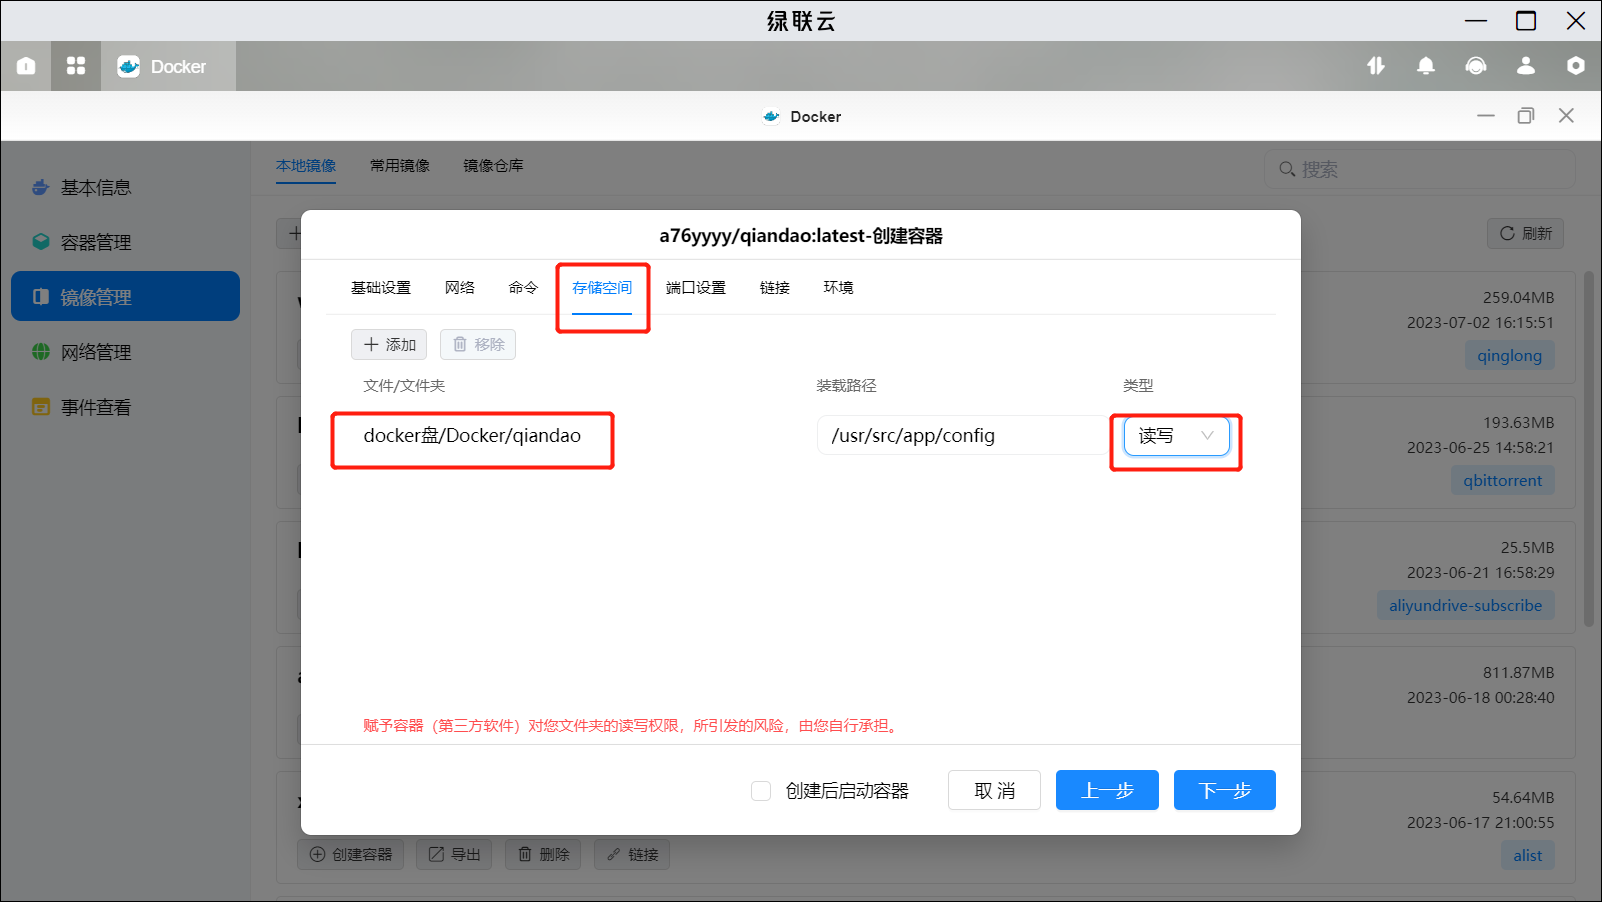 绿联云
Docker
Docker
基本信息
容器管理
镜像管理
网络管理
事件查看
本地镜像 常用镜像 镜像仓库
搜索
刷新
a76yyyy/qiandao:latest-创建容器
基础设置 网络 命令 存储空间 端口设置 链接 环境
添加 移除
文件/文件夹 装载路径 类型
docker盘/Docker/qiandao /usr/src/app/config 读写
赋予容器（第三方软件）对您文件夹的读写权限，所引发的风险，由您自行承担。
创建后启动容器 取 消 上一步 下一步
259.04MB
2023-07-02 16:15:51
qinglong
193.63MB
2023-06-25 14:58:21
qbittorrent
25.5MB
2023-06-21 16:58:29
aliyundrive-subscribe
811.87MB
2023-06-18 00:28:40
54.64MB
2023-06-17 21:00:55
alist
创建容器 导出 删除 链接